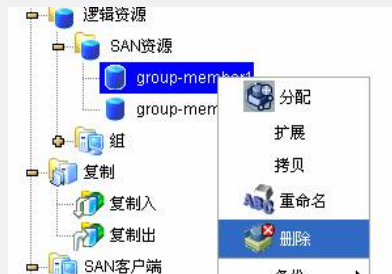 逻辑资源
SAN资源
group-member1
group-mem
组
复制
复制入
复制出
SAN客户端
分配
扩展
拷贝
重命名
删除